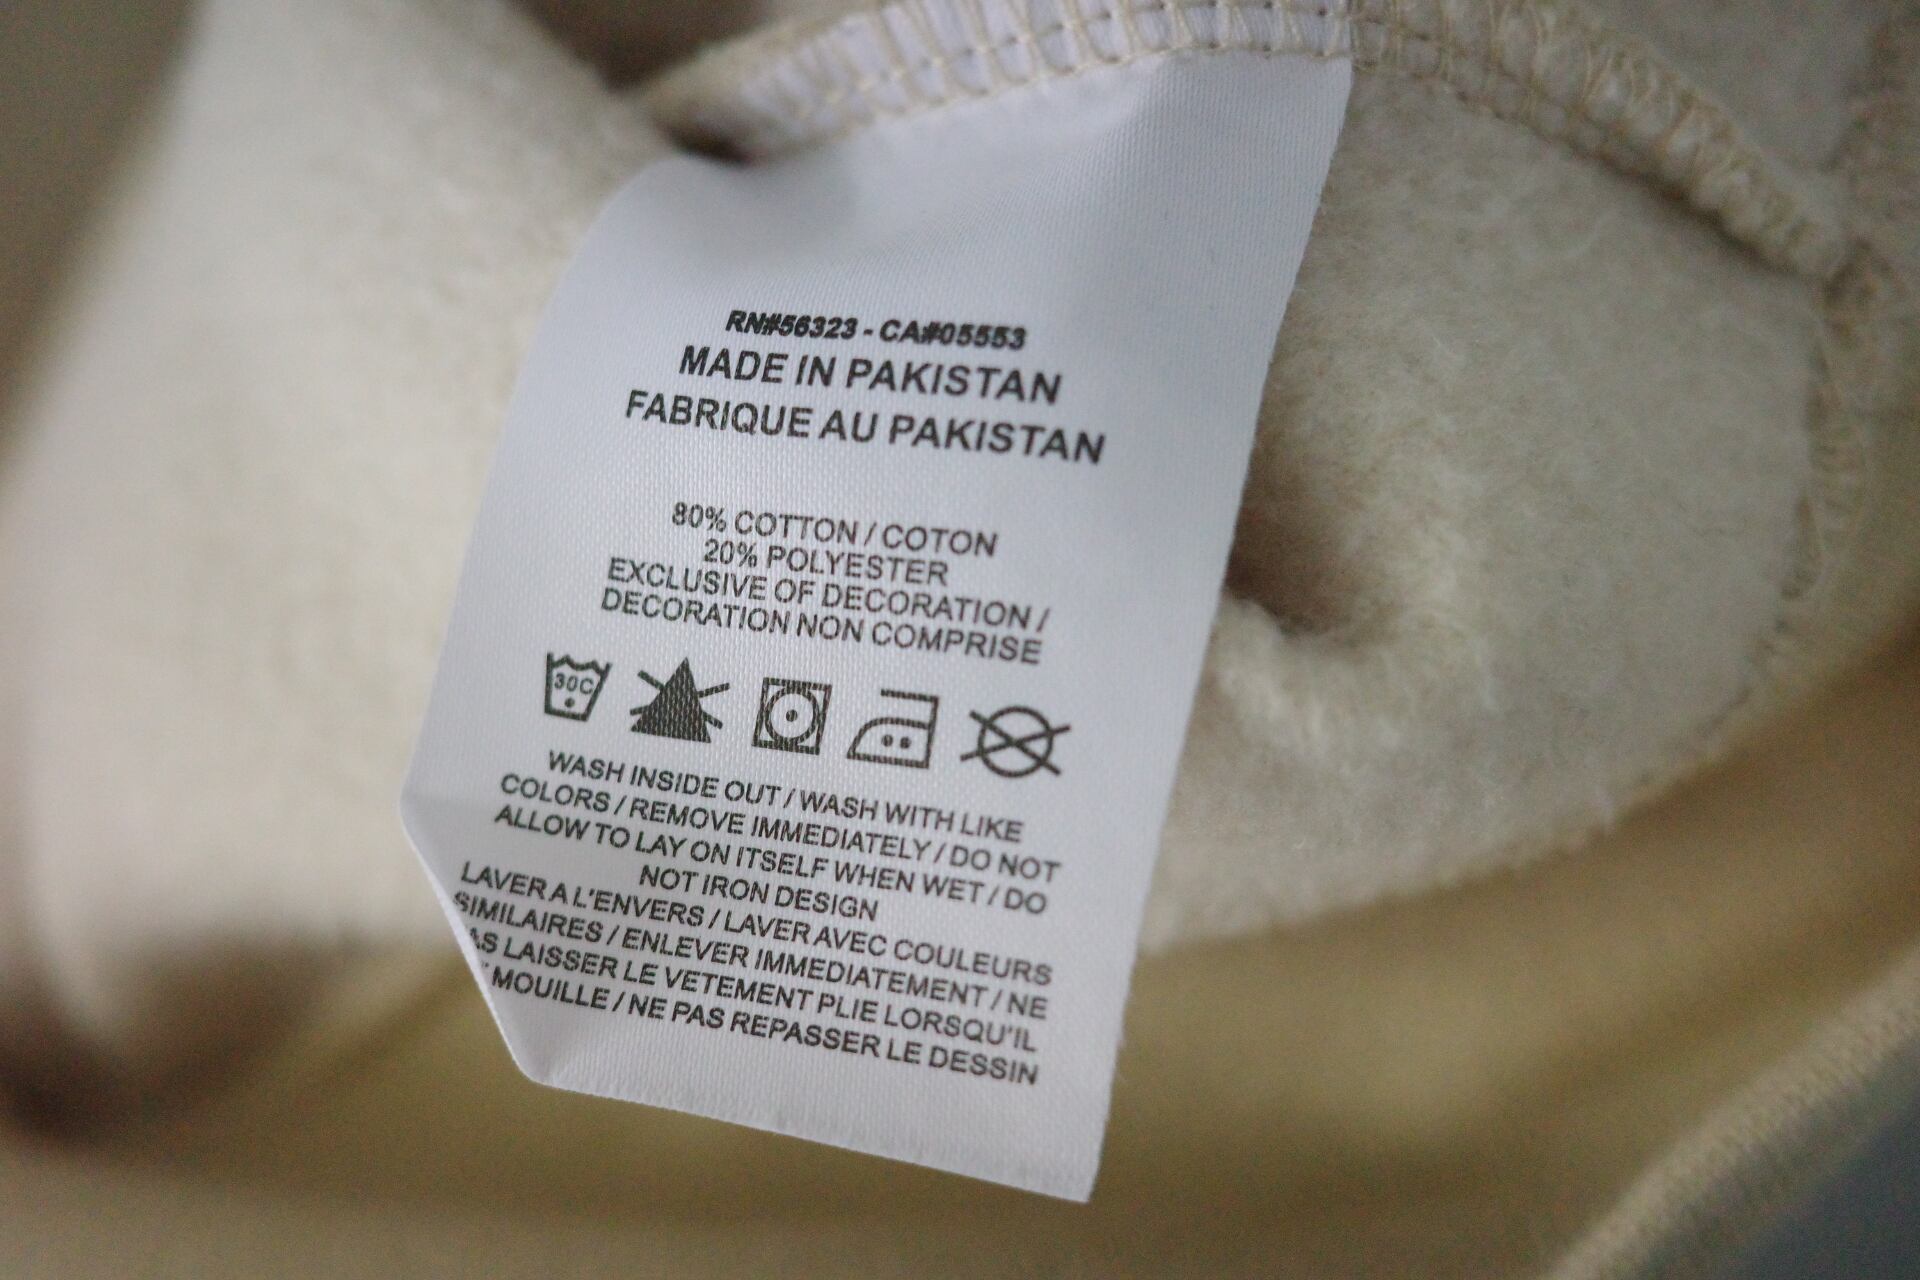 RN#56323 - CA#05553
MADE IN PAKISTAN
FABRIQUE AU PAKISTAN
80% COTTON / COTON
20% POLYESTER
EXCLUSIVE OF DECORATION /
DECORATION NON COMPRISE
30C
WASH INSIDE OUT / WASH WITH LIKE
COLORS / REMOVE IMMEDIATELY / DO NOT
ALLOW TO LAY ON ITSELF WHEN WET / DO
NOT IRON DESIGN
LAVER A L'ENVERS / LAVER AVEC COULEURS
SIMILAIRES / ENLEVER IMMEDIATEMENT / NE
LAISSER LE VETEMENT PLIE LORSQU'IL
MOUILLE / NE PAS REPASSER LE DESSIN